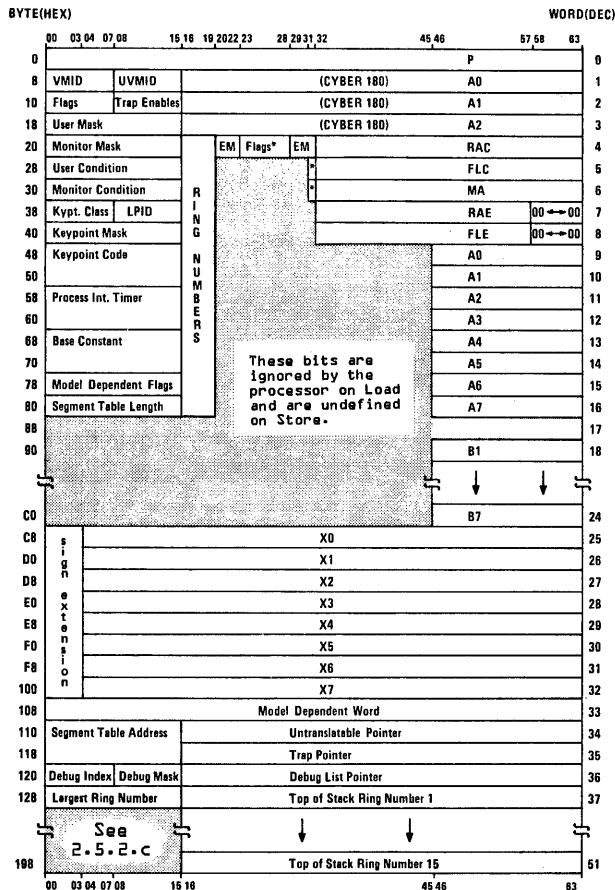 BYTE(HEX) WORD(DEC)
00 03 04 07 08 15 16 19 20 22 23 28 29 31 32 45 46 57 58 63
0 P 0
8 VMID UVMID (CYBER 180) A0 1
10 Flags Trap Enables (CYBER 180) A1 2
18 User Mask (CYBER 180) A2 3
20 Monitor Mask EM Flags* EM RAC 4
28 User Condition * FLC 5
30 Monitor Condition * MA 6
38 Kypt. Class LPID RAE 00 ↔ 00 7
40 Keypoint Mask FLE 00 ↔ 00 8
RING NUMBERS
48 Keypoint Code A0 9
50 A1 10
58 Process Int. Timer A2 11
60 A3 12
68 Base Constant A4 13
70 A5 14
78 Model Dependent Flags A6 15
80 Segment Table Length A7 16
These bits are
ignored by the
processor on Load
and are undefined
on Store.
88 17
90 B1 18
C0 B7 24
sign extension
C8 X0 25
D0 X1 26
D8 X2 27
E0 X3 28
E8 X4 29
F0 X5 30
F8 X6 31
100 X7 32
108 Model Dependent Word 33
110 Segment Table Address Untranslatable Pointer 34
118 Trap Pointer 35
120 Debug Index Debug Mask Debug List Pointer 36
128 Largest Ring Number Top of Stack Ring Number 1 37
See
2.5.2.c
198 Top of Stack Ring Number 15 51
00 03 04 07 08 15 16 45 46 63